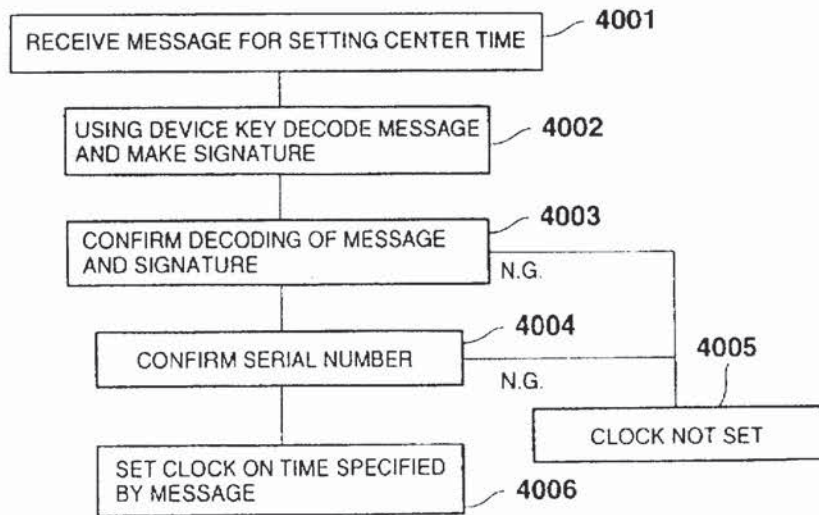 RECEIVE MESSAGE FOR SETTING CENTER TIME
4001
USING DEVICE KEY DECODE MESSAGE
AND MAKE SIGNATURE
4002
CONFIRM DECODING OF MESSAGE
AND SIGNATURE
4003
N.G.
CONFIRM SERIAL NUMBER
4004
N.G.
4005
CLOCK NOT SET
SET CLOCK ON TIME SPECIFIED
BY MESSAGE
4006